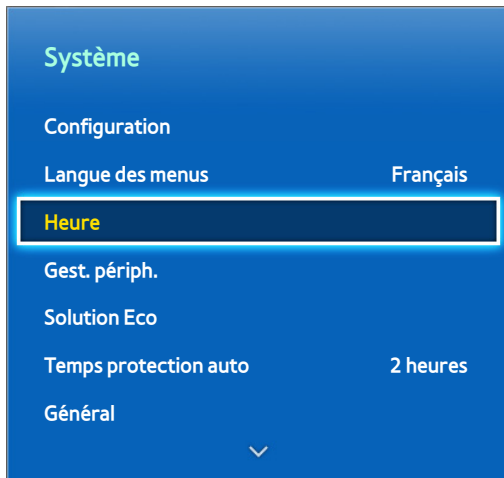 Système
Configuration
Langue des menus Français
Heure
Gest. périph.
Solution Eco
Temps protection auto 2 heures
Général